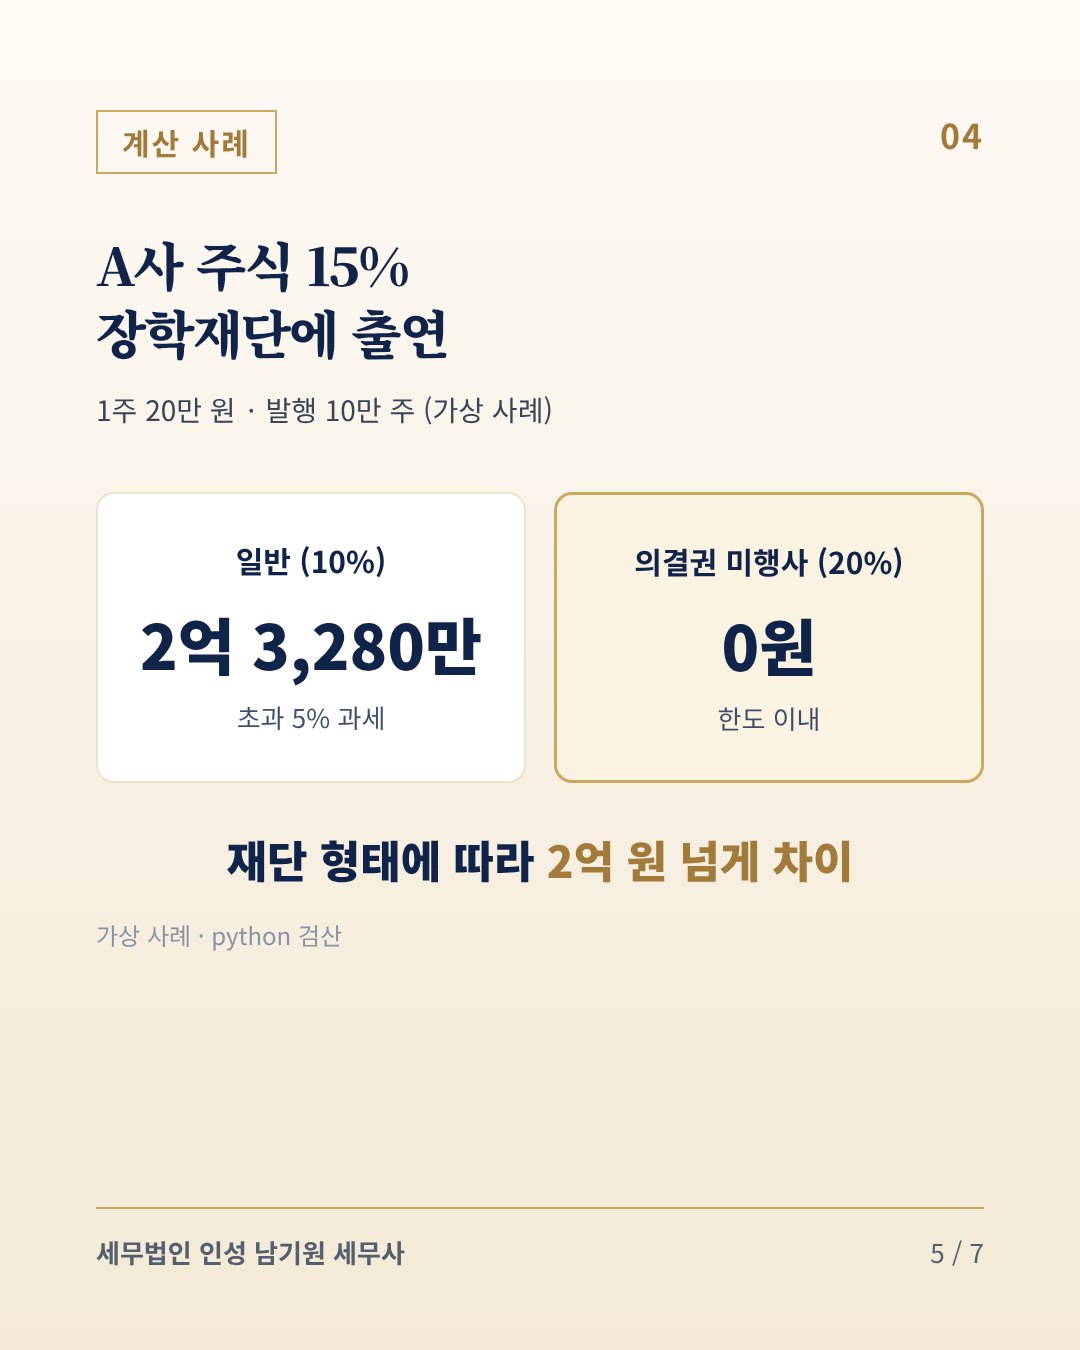 계산 사례
04
A사 주식 15%
장학재단에 출연
1주 20만 원 · 발행 10만 주 (가상 사례)
일반 (10%)
2억 3,280만
초과 5% 과세
의결권 미행사 (20%)
0원
한도 이내
재단 형태에 따라 2억 원 넘게 차이
가상 사례 · python 검산
세무법인 인성 남기원 세무사
5 / 7